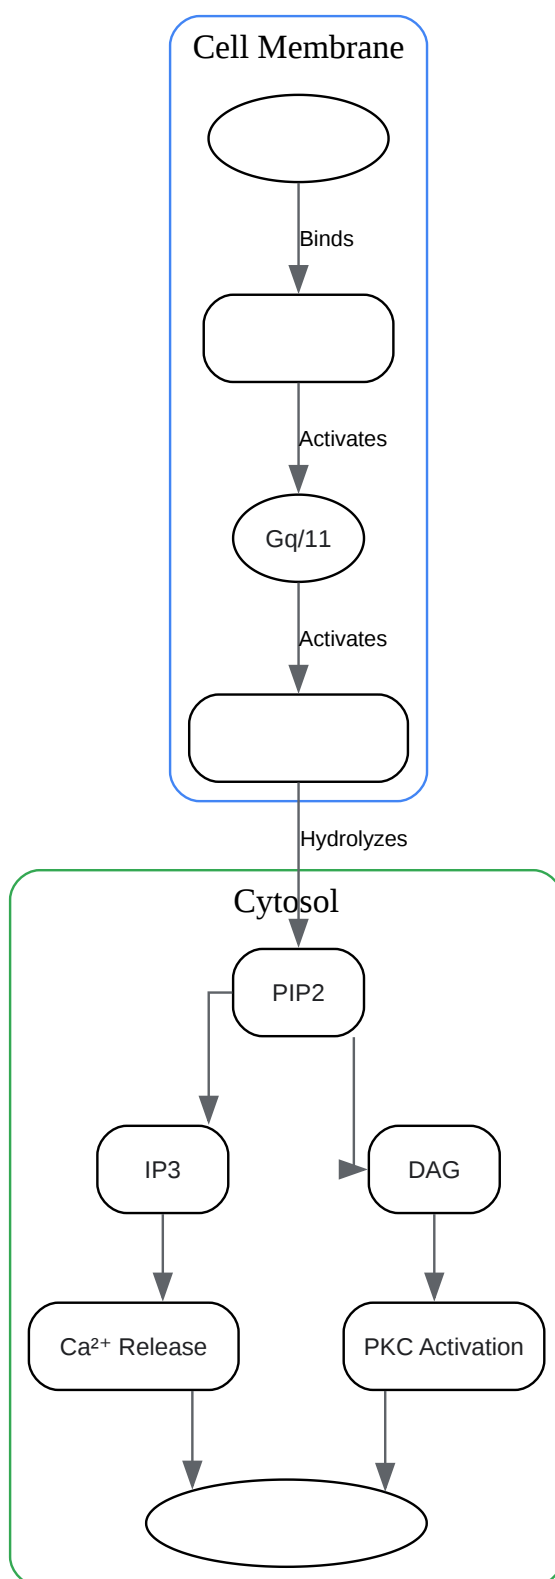 Cell Membrane
Binds
Activates
Gq/11
Activates
Hydrolyzes
Cytosol
PIP2
IP3
DAG
Ca²⁺ Release
PKC Activation